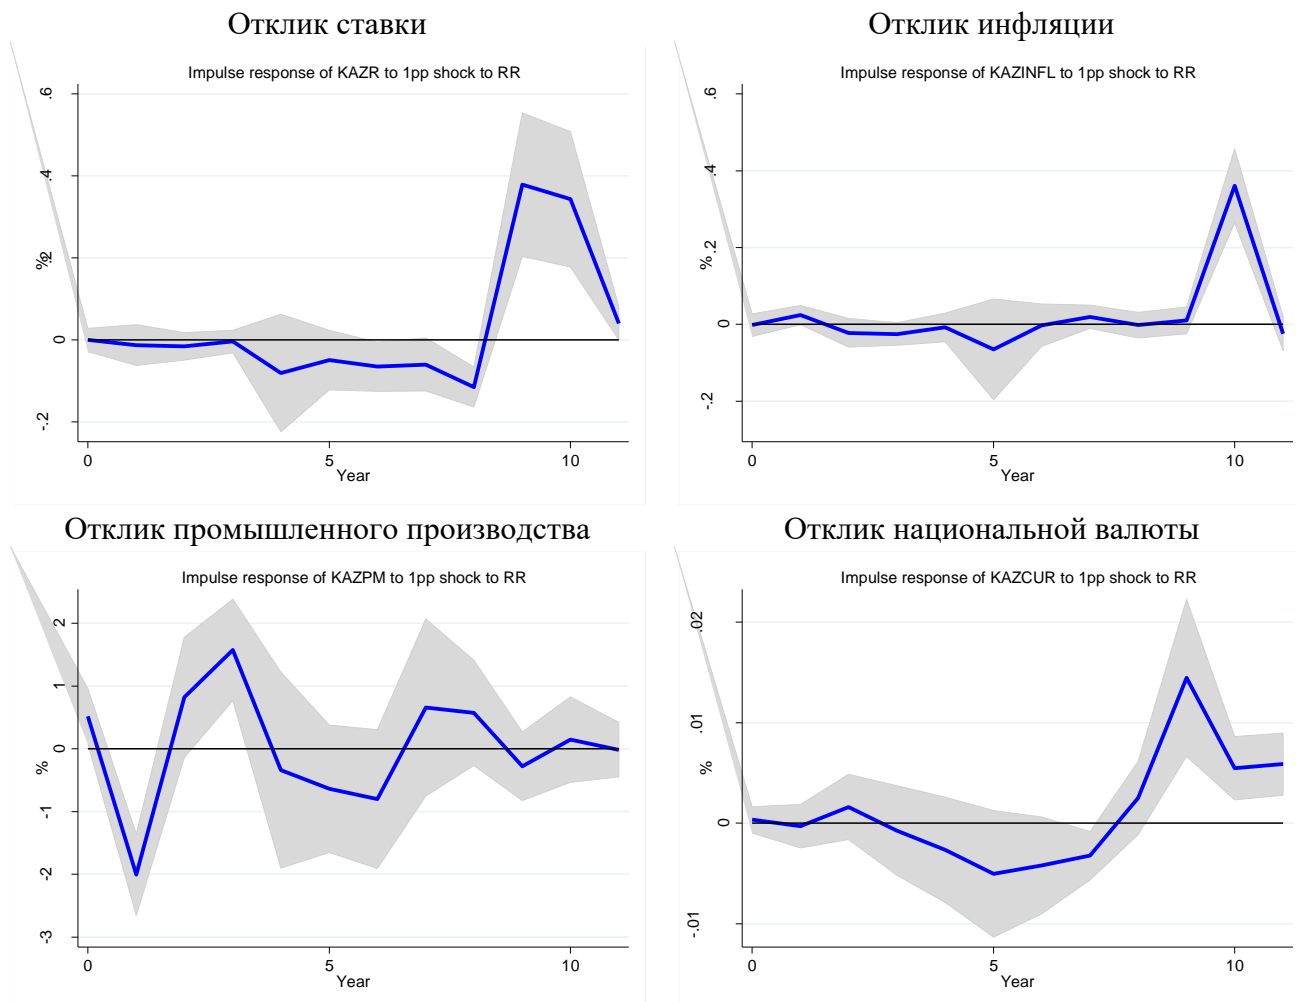 Отклик ставки
Impulse response of KAZR to 1pp shock to RR
.6
.4
.2
%
0
-.2
0 5 10
Year
Отклик инфляции
Impulse response of KAZINFL to 1pp shock to RR
.6
.4
.2
%
0
-.2
0 5 10
Year
Отклик промышленного производства
Impulse response of KAZPM to 1pp shock to RR
2
1
0
%
-1
-2
-3
0 5 10
Year
Отклик национальной валюты
Impulse response of KAZCUR to 1pp shock to RR
.02
.01
%
0
-.01
0 5 10
Year